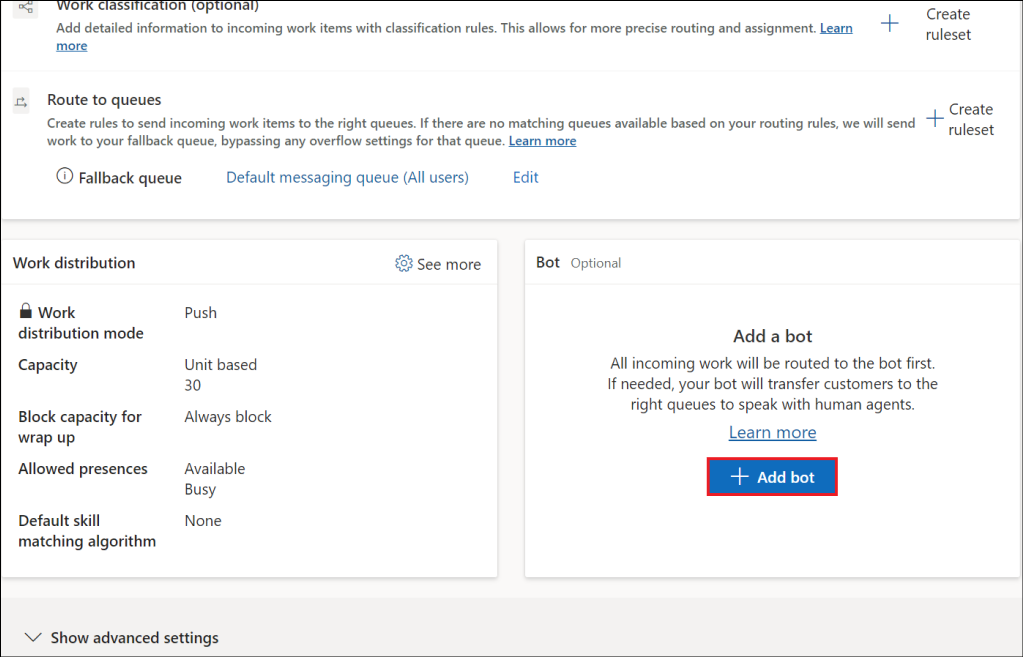 Work classification (optional)
Add detailed information to incoming work items with classification rules. This allows for more precise routing and assignment. Learn
more
Create
ruleset
Route to queues
Create rules to send incoming work items to the right queues. If there are no matching queues available based on your routing rules, we will send
work to your fallback queue, bypassing any overflow settings for that queue. Learn more
Create
ruleset
Fallback queue Default messaging queue (All users) Edit
Work distribution See more
Work
distribution mode
Push
Capacity
Unit based
30
Block capacity for
wrap up
Always block
Allowed presences
Available
Busy
Default skill
matching algorithm
None
Bot Optional
Add a bot
All incoming work will be routed to the bot first.
If needed, your bot will transfer customers to the
right queues to speak with human agents.
Learn more
Add bot
Show advanced settings